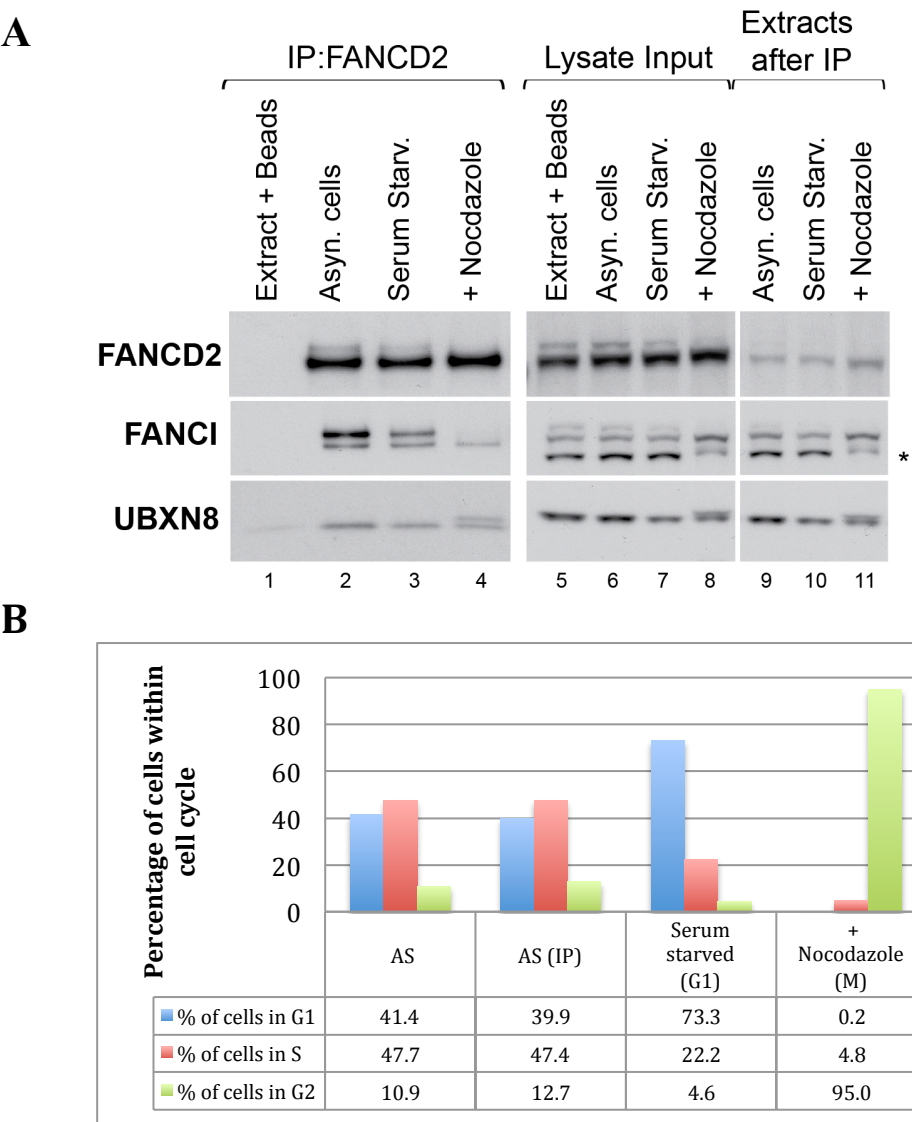 A
IP:FANCD2
Lysate Input
Extracts
after IP
Extract + Beads
Asyn. cells
Serum Starv.
+ Nocdazole
Extract + Beads
Asyn. cells
Serum Starv.
+ Nocdazole
Asyn. cells
Serum Starv.
+ Nocdazole
FANCD2
FANCI
*
UBXN8
1 2 3 4 5 6 7 8 9 10 11
B
Percentage of cells within
cell cycle
100
80
60
40
20
0
AS
AS (IP)
Serum
starved
(G1)
+
Nocodazole
(M)
% of cells in G1 41.4 39.9 73.3 0.2
% of cells in S 47.7 47.4 22.2 4.8
% of cells in G2 10.9 12.7 4.6 95.0